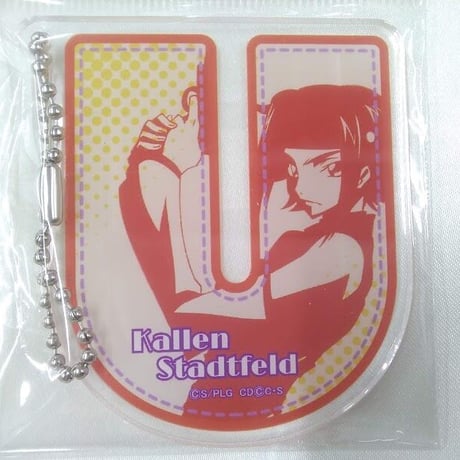 U
Kallen
Stadtfeld
©S/PLG CD©C・S